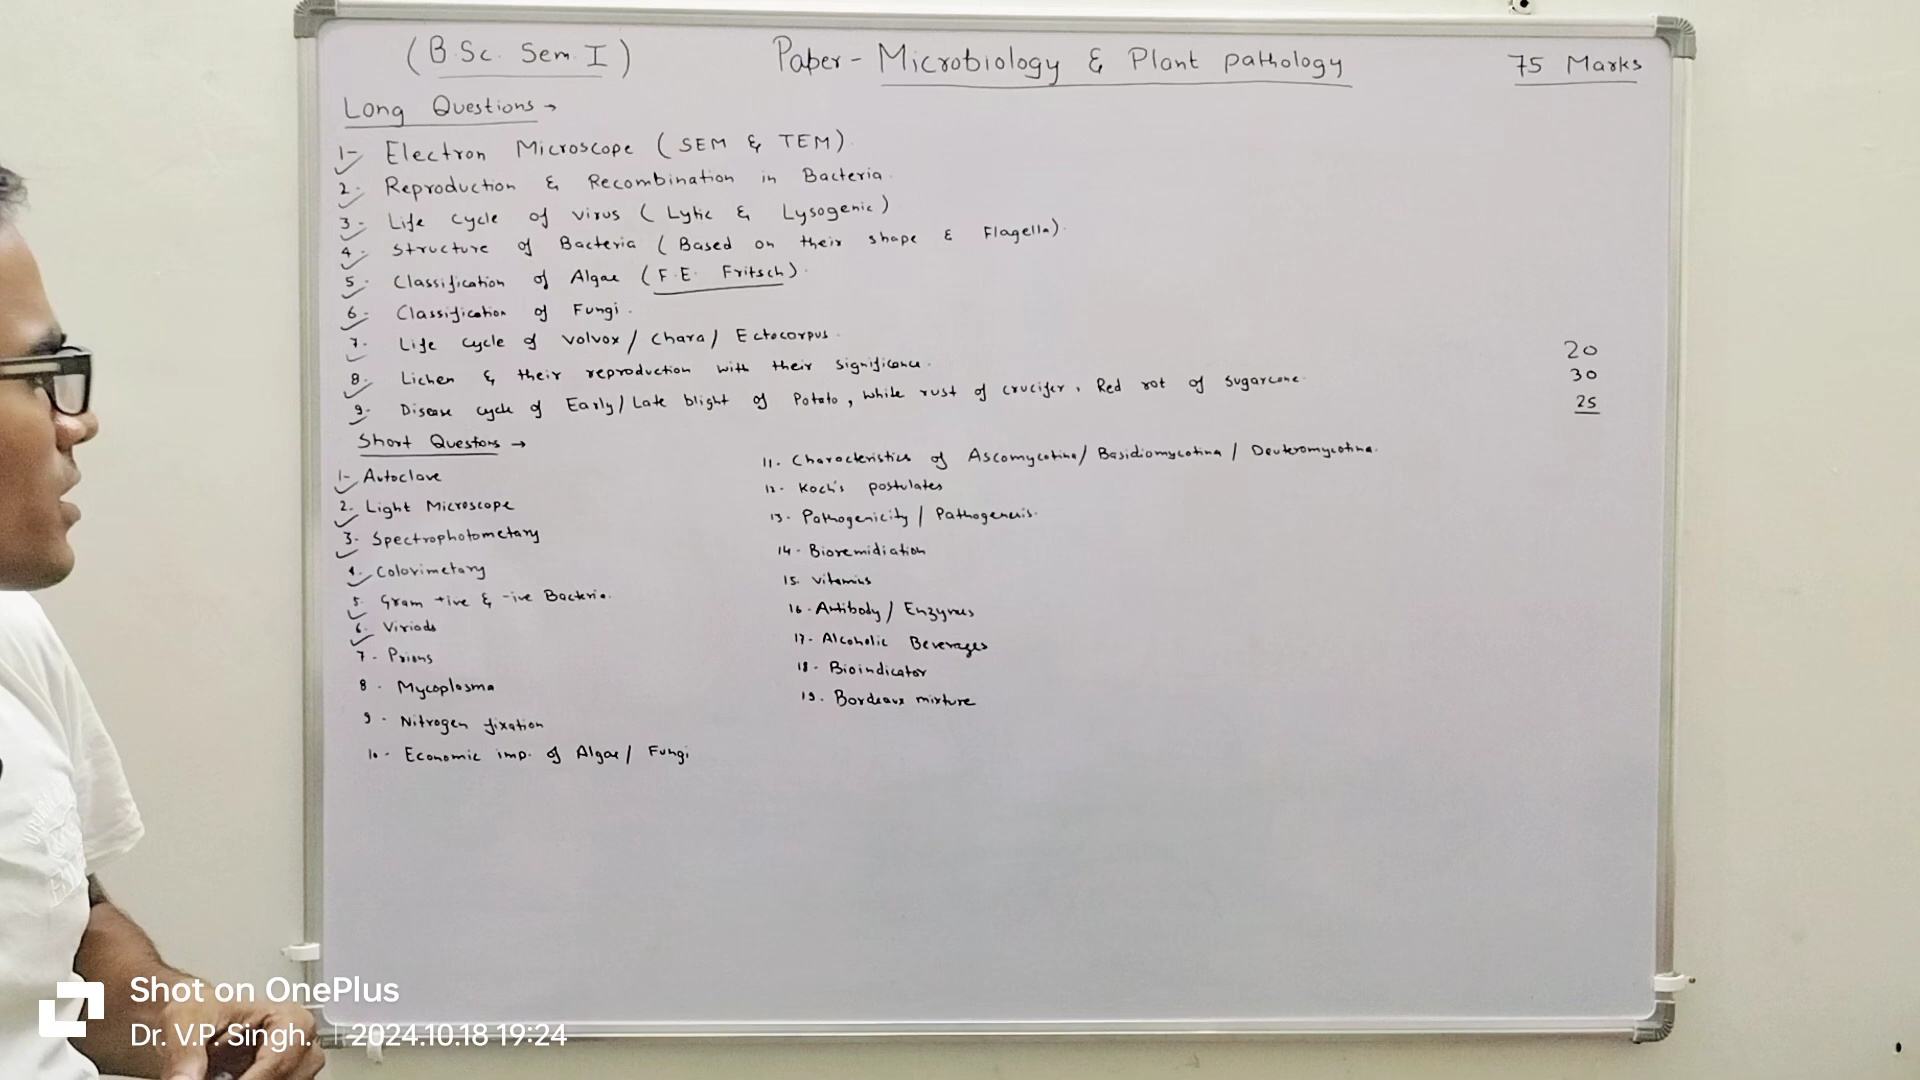 (B.Sc. Sem. I)
Paper - Microbiology & Plant pathology
75 Marks
Long Questions →
1- Electron Microscope (SEM & TEM).
2- Reproduction & Recombination in Bacteria.
3- Life cycle of virus (Lytic & Lysogenic)
4- Structure of Bacteria (Based on their shape & Flagella).
5- Classification of Algae (F.E. Fritsch).
6- Classification of Fungi.
7- Life cycle of Volvox / Chara / Ectocarpus.
8- Lichen & their reproduction with their significance.
9- Disease cycle of Early/Late blight of Potato, while rust of crucifer, Red rot of Sugarcane.
20
30
25
Short Questions →
1- Autoclave
2- Light Microscope
3- Spectrophotometary
4- Colorimetary
5- Gram +ive & -ive Bacteria.
6- Viriods
7- Prions
8- Mycoplasma
9- Nitrogen fixation
10- Economic imp. of Algae / Fungi
11- Characteristics of Ascomycotina / Basidiomycotina / Deuteromycotina.
12- Koch's postulates
13- Pathogenicity / Pathogenesis.
14- Bioremidiation
15. Vitamins
16- Antibody / Enzymes
17- Alcoholic Beverages
18- Bioindicator
19. Bordeaux mixture
Shot on OnePlus
Dr. V.P. Singh. | 2024.10.18 19:24